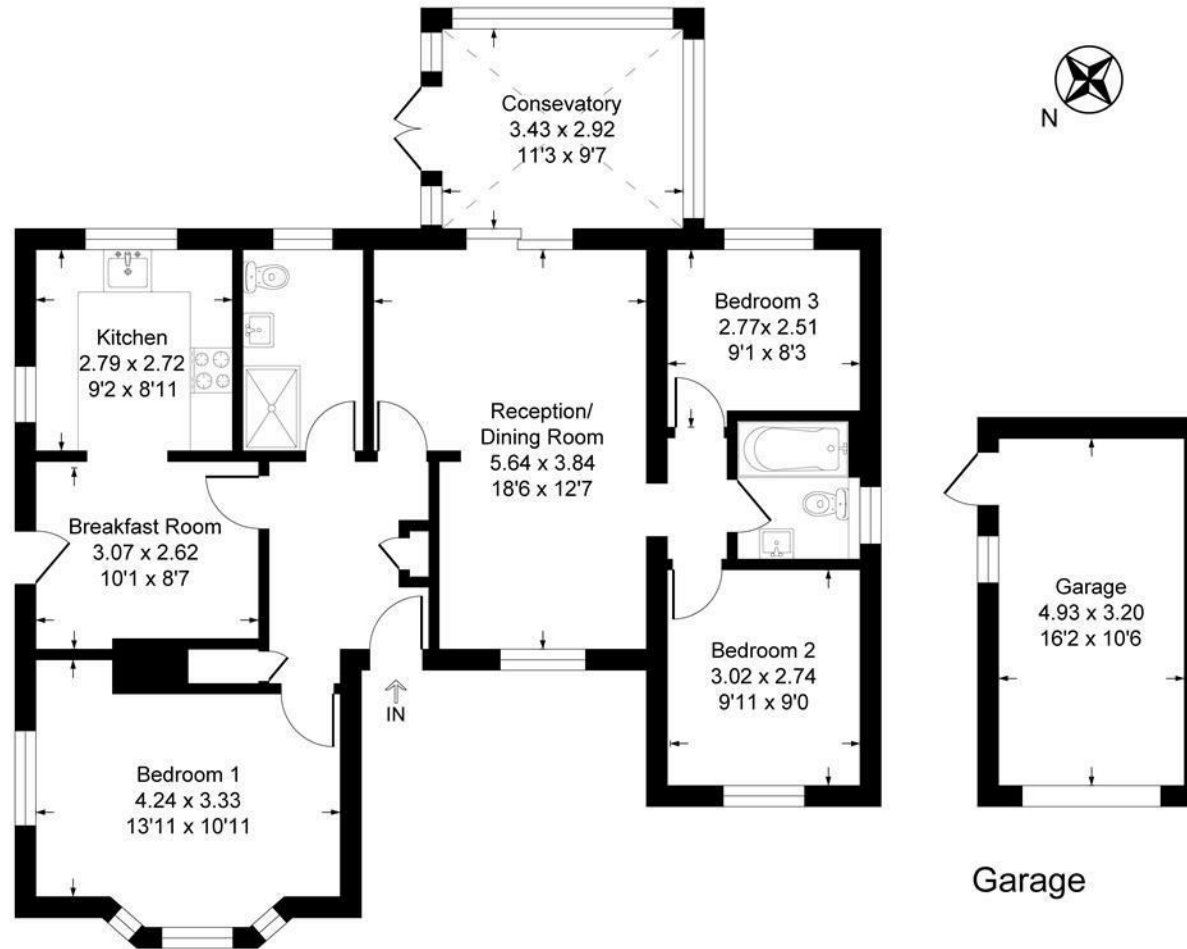 Consevatory
3.43 x 2.92
11'3 x 9'7
N
Kitchen
2.79 x 2.72
9'2 x 8'11
Reception/
Dining Room
5.64 x 3.84
18'6 x 12'7
Bedroom 3
2.77x 2.51
9'1 x 8'3
Breakfast Room
3.07 x 2.62
10'1 x 8'7
Bedroom 2
3.02 x 2.74
9'11 x 9'0
Garage
4.93 x 3.20
16'2 x 10'6
IN
Bedroom 1
4.24 x 3.33
13'11 x 10'11
Garage